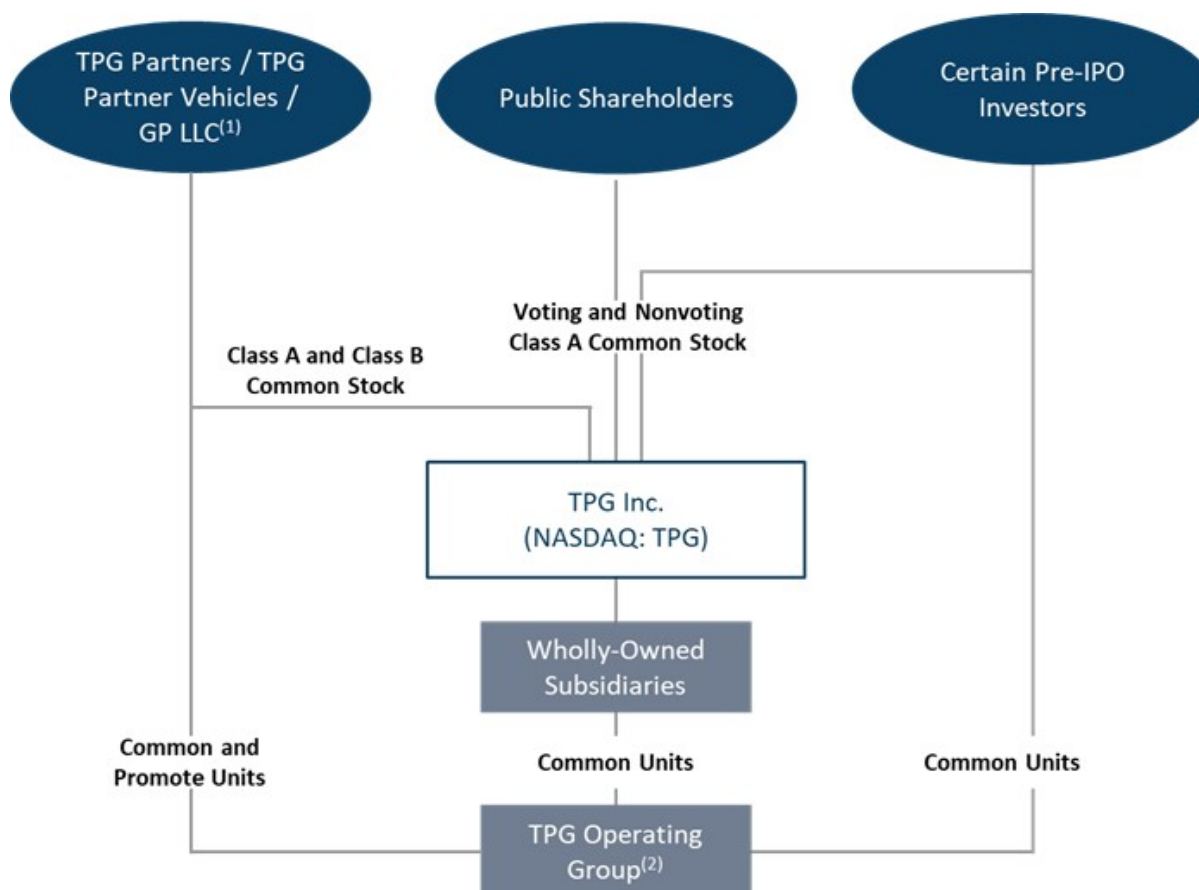 TPG Partners / TPG
Partner Vehicles /
GP LLC(1)
Public Shareholders
Certain Pre-IPO
Investors
Voting and Nonvoting
Class A Common Stock
Class A and Class B
Common Stock
TPG Inc.
(NASDAQ: TPG)
Wholly-Owned
Subsidiaries
Common and
Promote Units
Common Units
Common Units
TPG Operating
Group(2)